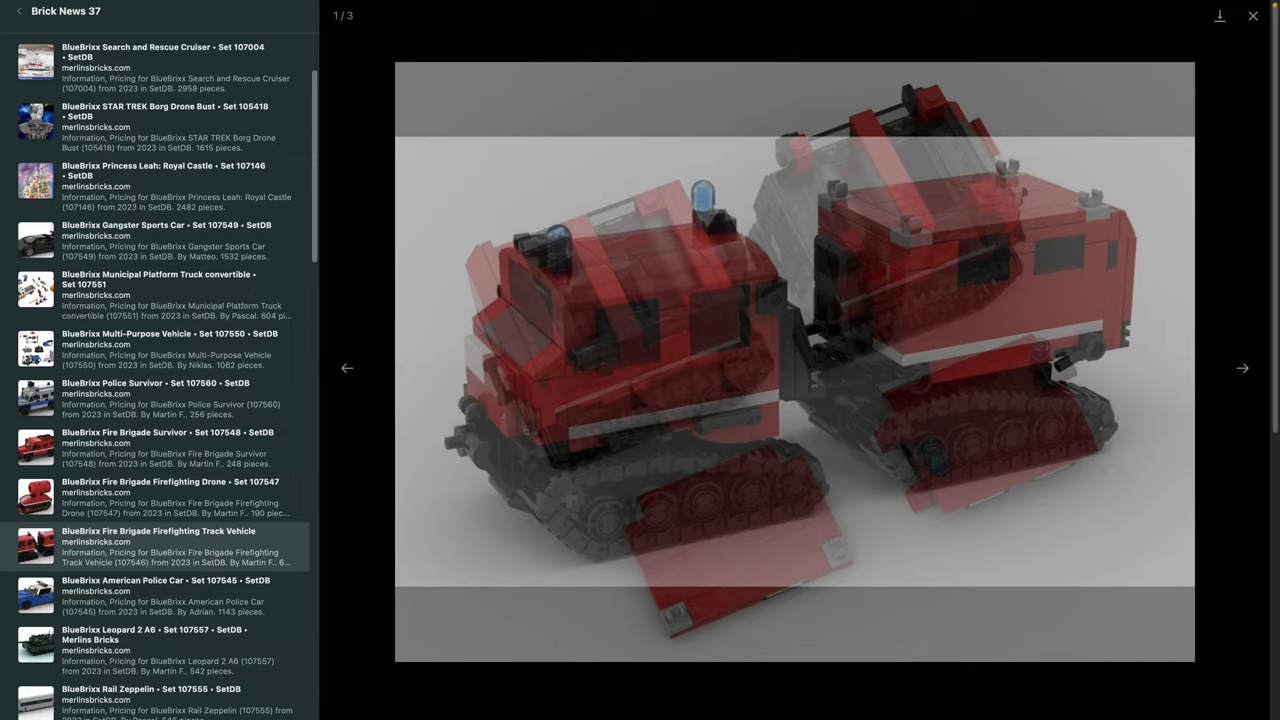 Brick News 37
1 / 3
BlueBrixx Search and Rescue Cruiser • Set 107004
• SetDB
merlinsbricks.com
Information, Pricing for BlueBrixx Search and Rescue Cruiser
(107004) from 2023 in SetDB. 2958 pieces.
BlueBrixx STAR TREK Borg Drone Bust • Set 105418
• SetDB
merlinsbricks.com
Information, Pricing for BlueBrixx STAR TREK Borg Drone
Bust (105418) from 2023 in SetDB. 1615 pieces.
BlueBrixx Princess Leah: Royal Castle • Set 107146
• SetDB
merlinsbricks.com
Information, Pricing for BlueBrixx Princess Leah: Royal Castle
(107146) from 2023 in SetDB. 2482 pieces.
BlueBrixx Gangster Sports Car • Set 107549 • SetDB
merlinsbricks.com
Information, Pricing for BlueBrixx Gangster Sports Car
(107549) from 2023 in SetDB. By Matteo. 1532 pieces.
BlueBrixx Municipal Platform Truck convertible •
Set 107551
merlinsbricks.com
Information, Pricing for BlueBrixx Municipal Platform Truck
convertible (107551) from 2023 in SetDB. By Pascal. 604 pi...
BlueBrixx Multi-Purpose Vehicle • Set 107550 • SetDB
merlinsbricks.com
Information, Pricing for BlueBrixx Multi-Purpose Vehicle
(107550) from 2023 in SetDB. By Niklas. 1062 pieces.
BlueBrixx Police Survivor • Set 107560 • SetDB
merlinsbricks.com
Information, Pricing for BlueBrixx Police Survivor (107560)
from 2023 in SetDB. By Martin F.. 256 pieces.
BlueBrixx Fire Brigade Survivor • Set 107548 • SetDB
merlinsbricks.com
Information, Pricing for BlueBrixx Fire Brigade Survivor
(107548) from 2023 in SetDB. By Martin F.. 248 pieces.
BlueBrixx Fire Brigade Firefighting Drone • Set 107547
merlinsbricks.com
Information, Pricing for BlueBrixx Fire Brigade Firefighting
Drone (107547) from 2023 in SetDB. By Martin F.. 190 piec...
BlueBrixx Fire Brigade Firefighting Track Vehicle
merlinsbricks.com
Information, Pricing for BlueBrixx Fire Brigade Firefighting
Track Vehicle (107546) from 2023 in SetDB. By Martin F.. 6...
BlueBrixx American Police Car • Set 107545 • SetDB
merlinsbricks.com
Information, Pricing for BlueBrixx American Police Car
(107545) from 2023 in SetDB. By Adrian. 1143 pieces.
BlueBrixx Leopard 2 A6 • Set 107557 • SetDB •
Merlins Bricks
merlinsbricks.com
Information, Pricing for BlueBrixx Leopard 2 A6 (107557)
from 2023 in SetDB. By Martin F.. 542 pieces.
BlueBrixx Rail Zeppelin • Set 107555 • SetDB
merlinsbricks.com
Information, Pricing for BlueBrixx Rail Zeppelin (107555) from